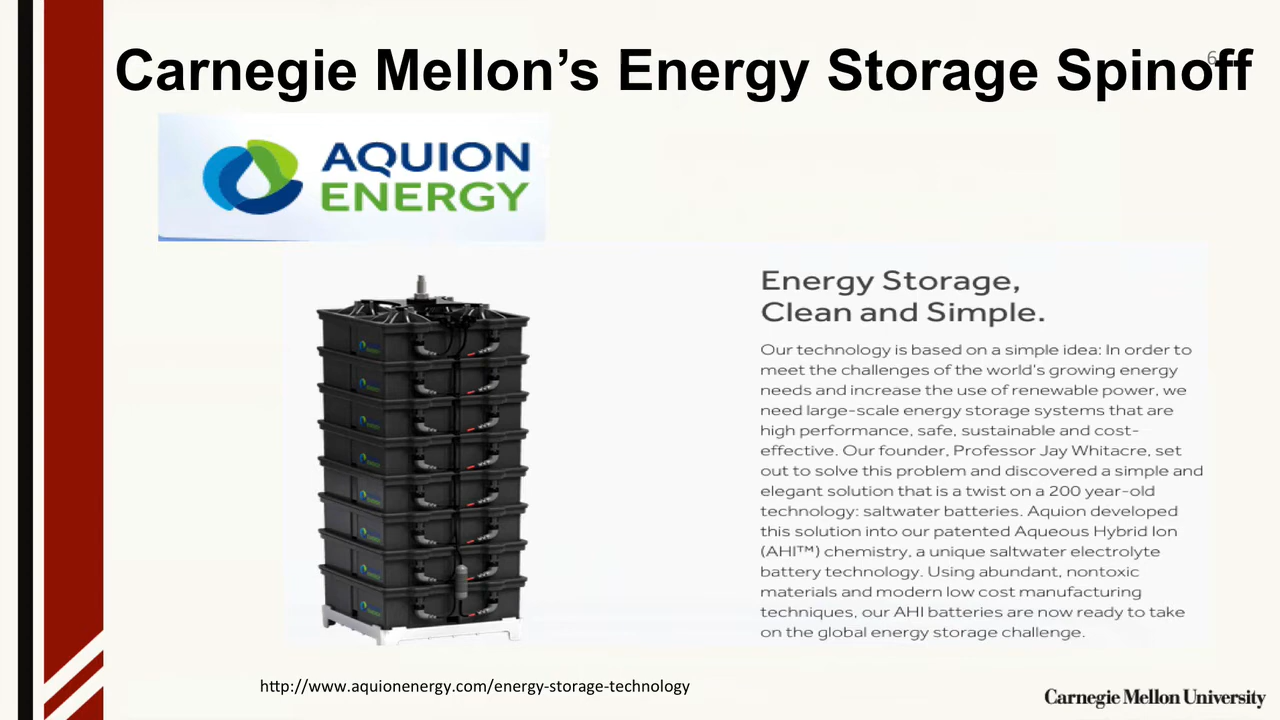 Carnegie Mellon's Energy Storage Spinoff
6
AQUION
ENERGY
Energy Storage,
Clean and Simple.
Our technology is based on a simple idea: In order to
meet the challenges of the world's growing energy
needs and increase the use of renewable power, we
need large-scale energy storage systems that are
high performance, safe, sustainable and cost-
effective. Our founder, Professor Jay Whitacre, set
out to solve this problem and discovered a simple and
elegant solution that is a twist on a 200 year-old
technology: saltwater batteries. Aquion developed
this solution into our patented Aqueous Hybrid Ion
(AHI™) chemistry, a unique saltwater electrolyte
battery technology. Using abundant, nontoxic
materials and modern low cost manufacturing
techniques, our AHI batteries are now ready to take
on the global energy storage challenge.
http://www.aquionenergy.com/energy-storage-technology
Carnegie Mellon University